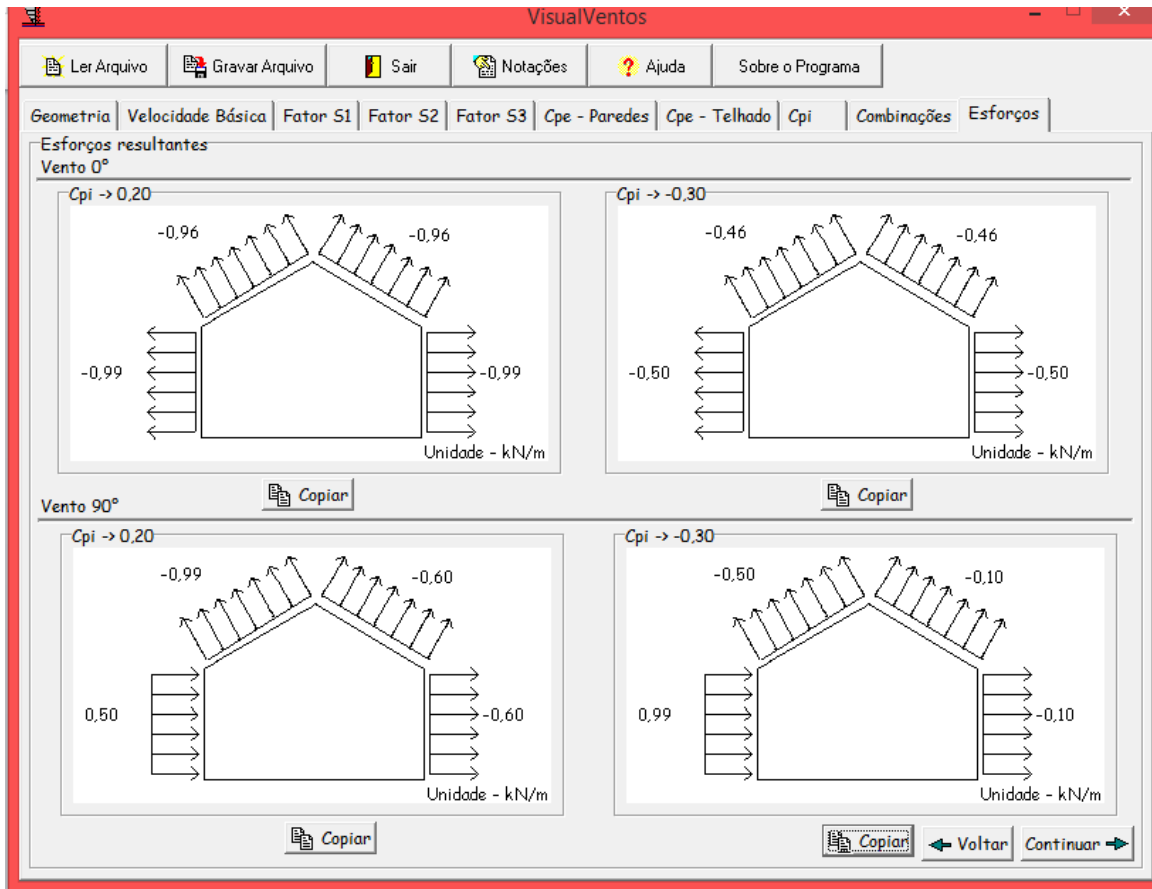 VisualVentos
Ler Arquivo Gravar Arquivo Sair Notações Ajuda Sobre o Programa
Geometria Velocidade Básica Fator S1 Fator S2 Fator S3 Cpe - Paredes Cpe - Telhado Cpi Combinações Esforços
Esforços resultantes
Vento 0°
Cpi -> 0,20
-0,96 -0,96
-0,99 -0,99
Unidade - kN/m
Copiar
Cpi -> -0,30
-0,46 -0,46
-0,50 -0,50
Unidade - kN/m
Copiar
Vento 90°
Cpi -> 0,20
-0,99 -0,60
0,50 -0,60
Unidade - kN/m
Copiar
Cpi -> -0,30
-0,50 -0,10
0,99 -0,10
Unidade - kN/m
Copiar Voltar Continuar